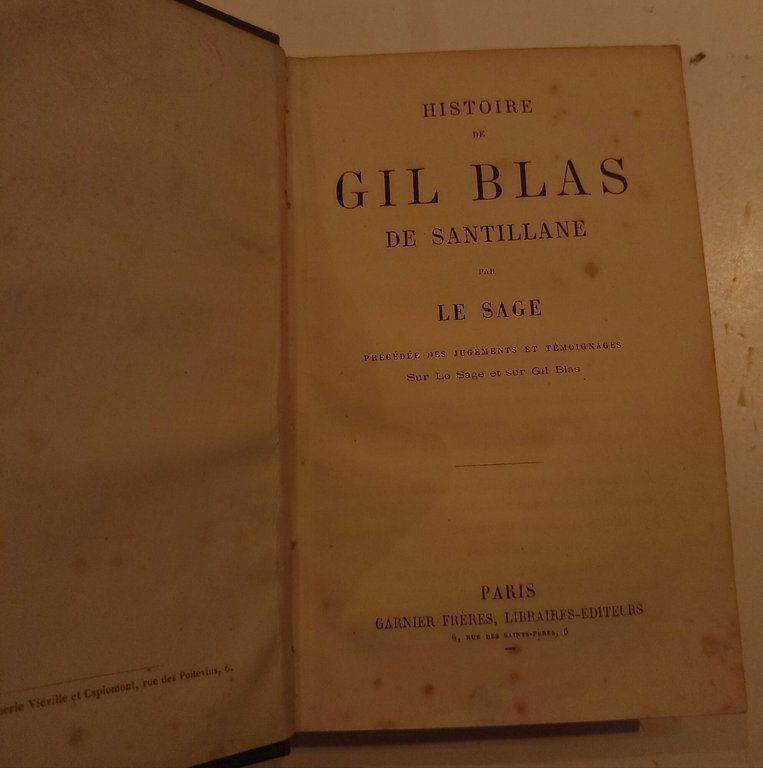 HISTOIRE
DE
GIL BLAS
DE SANTILLANE
PAR
LE SAGE
PRÉCÉDÉE DES JUGEMENTS ET TÉMOIGNAGES
Sur Le Sage et sur Gil Blas
PARIS
GARNIER FRÈRES, LIBRAIRES-ÉDITEURS
6, RUE DES SAINTS-PÈRES, 6
Viéville et Capiomont, rue des Poitevins, 6.